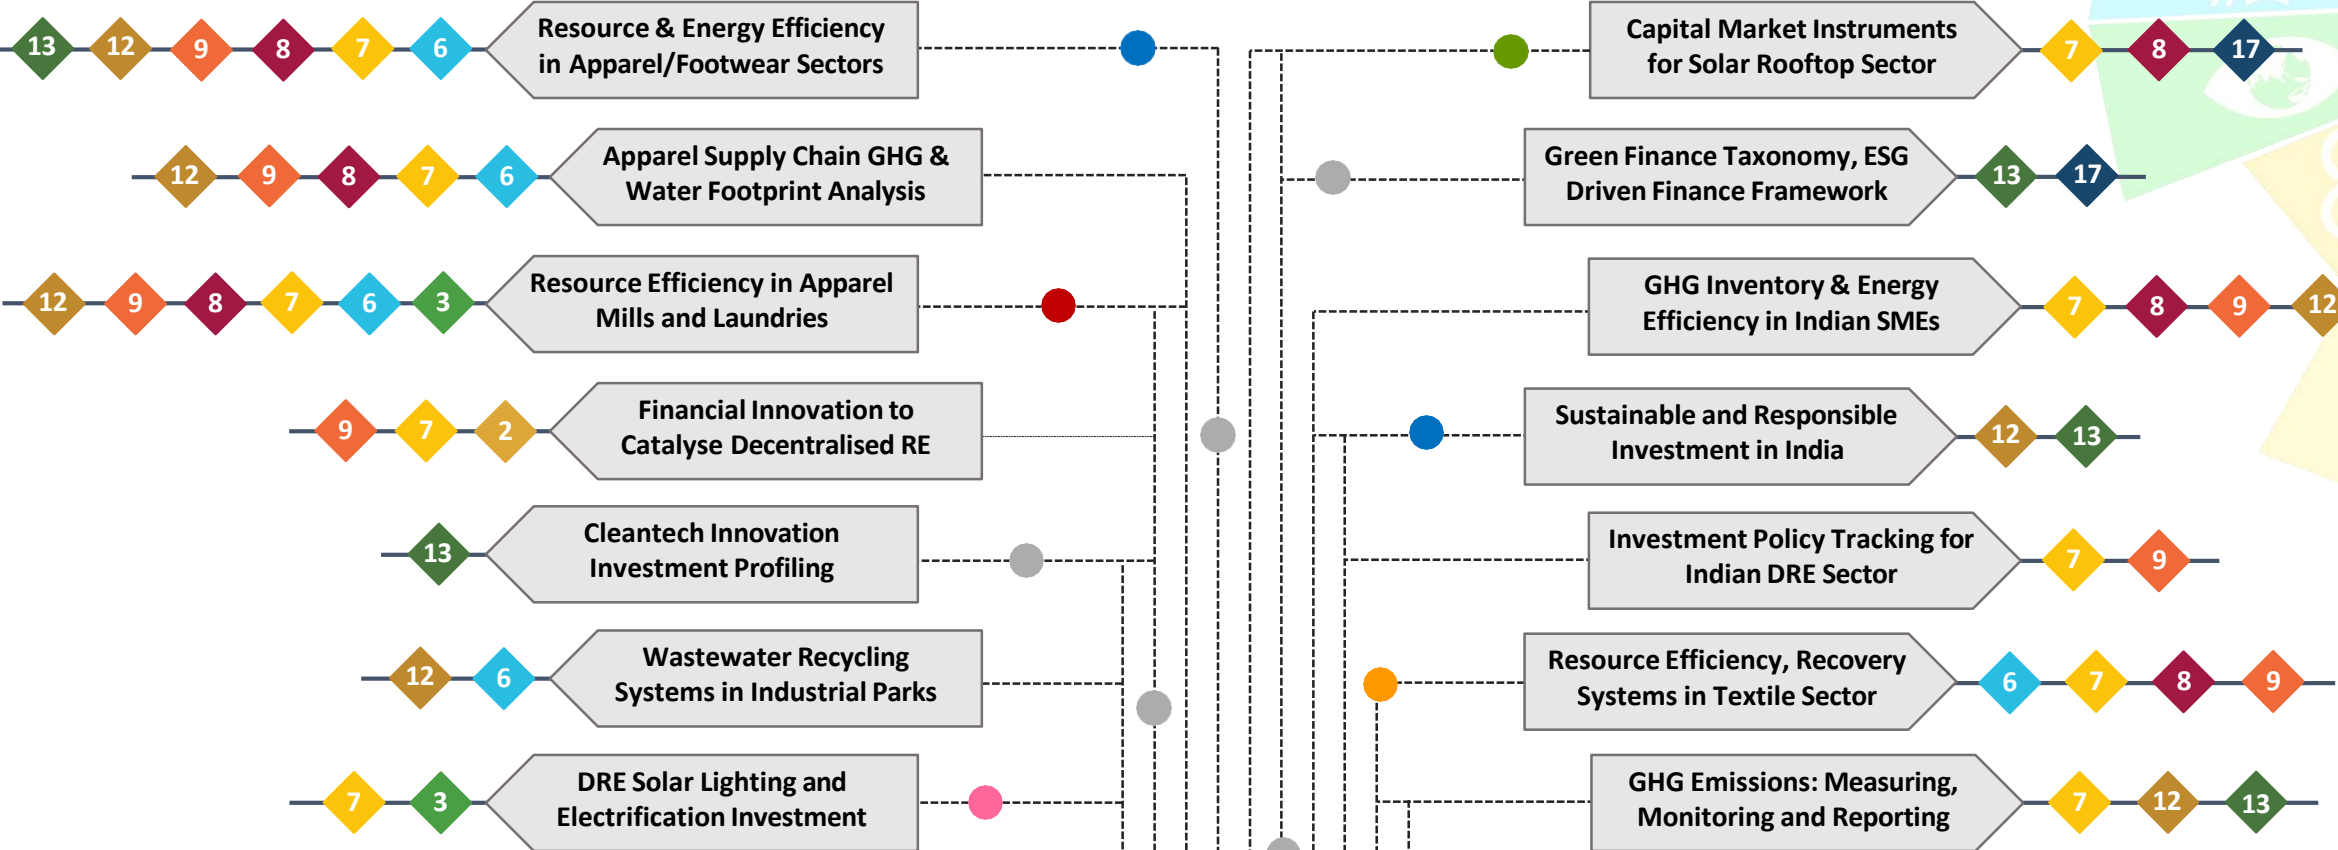 13 12 9 8 7 6
Resource & Energy Efficiency
in Apparel/Footwear Sectors
12 9 8 7 6
Apparel Supply Chain GHG &
Water Footprint Analysis
12 9 8 7 6 3
Resource Efficiency in Apparel
Mills and Laundries
9 7 2
Financial Innovation to
Catalyse Decentralised RE
13
Cleantech Innovation
Investment Profiling
12 6
Wastewater Recycling
Systems in Industrial Parks
7 3
DRE Solar Lighting and
Electrification Investment
Capital Market Instruments
for Solar Rooftop Sector
7 8 17
Green Finance Taxonomy, ESG
Driven Finance Framework
13 17
GHG Inventory & Energy
Efficiency in Indian SMEs
7 8 9 12
Sustainable and Responsible
Investment in India
12 13
Investment Policy Tracking for
Indian DRE Sector
7 9
Resource Efficiency, Recovery
Systems in Textile Sector
6 7 8 9
GHG Emissions: Measuring,
Monitoring and Reporting
7 12 13